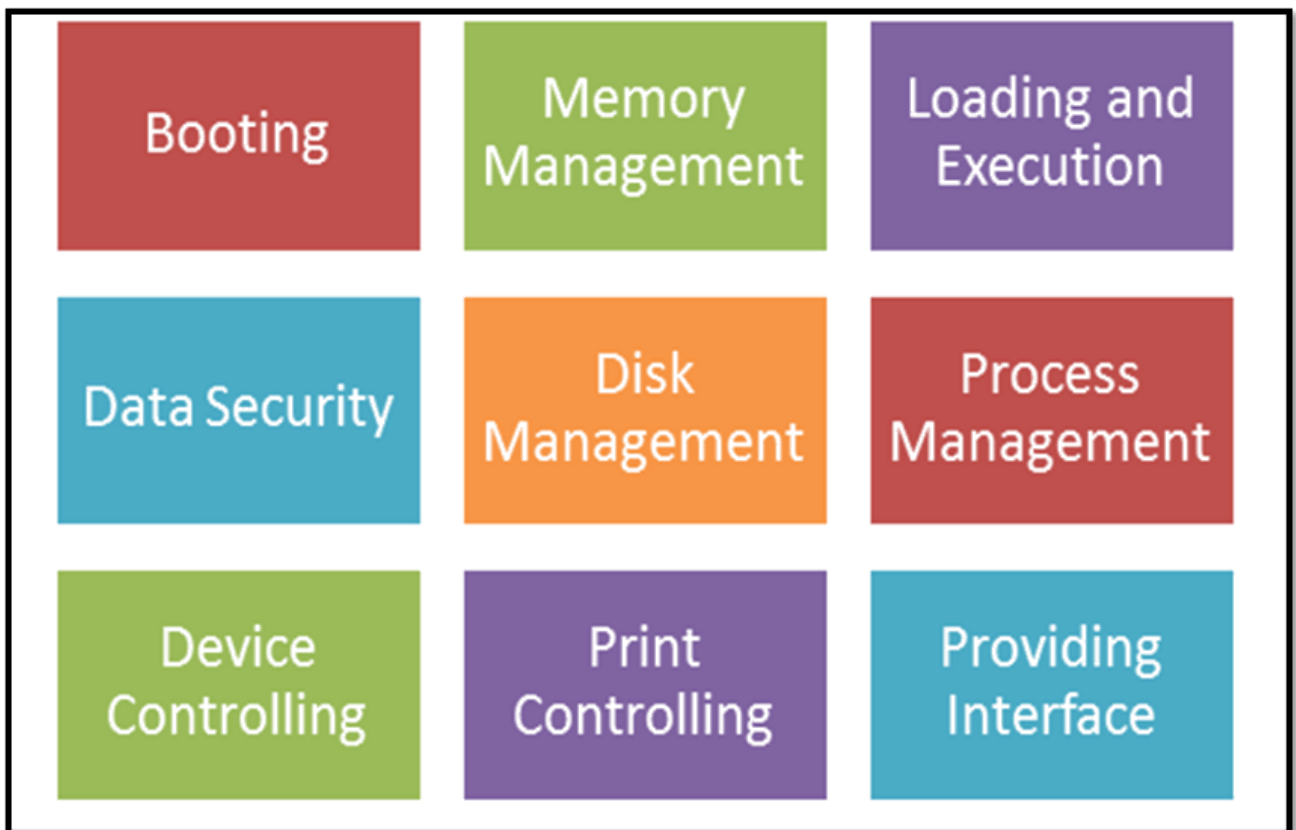 Booting
Memory
Management
Loading and
Execution
Data Security
Disk
Management
Process
Management
Device
Controlling
Print
Controlling
Providing
Interface